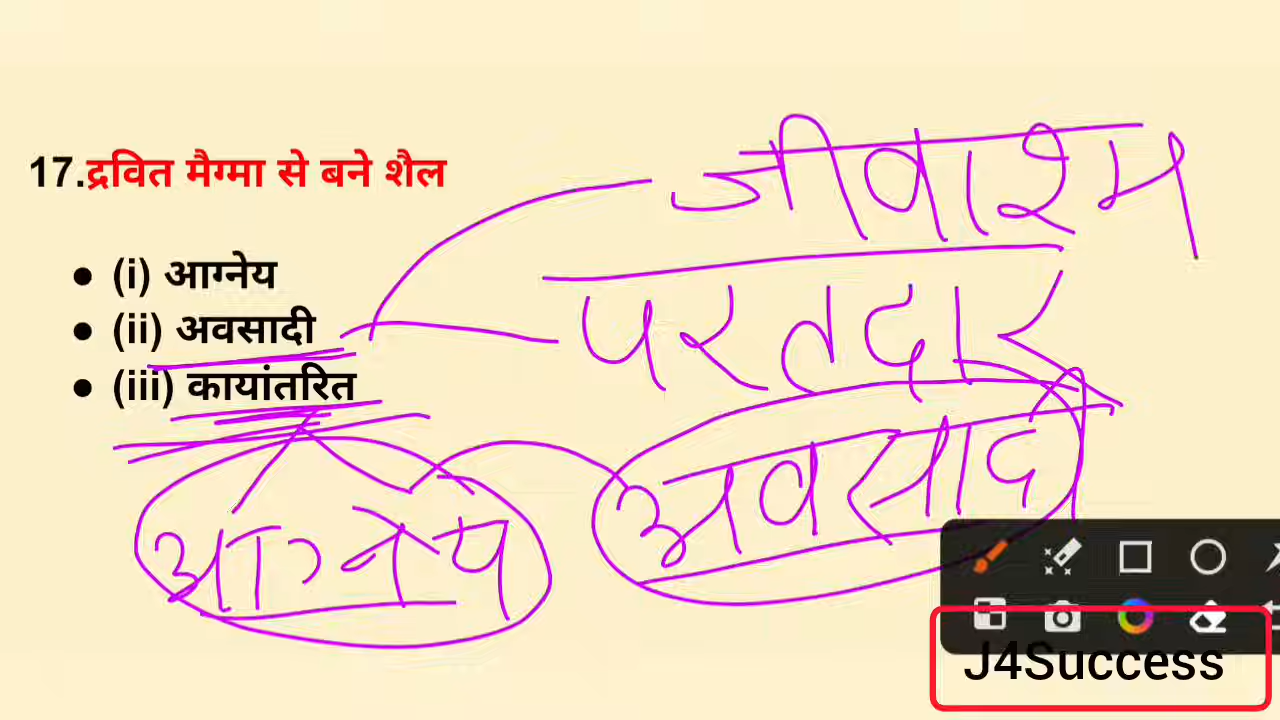 17.द्रवित मैग्मा से बने शैल
(i) आग्नेय
(ii) अवसादी
(iii) कायांतरित
जीवाश्म
परतदार
अवसादी
आग्नेय
J4Success